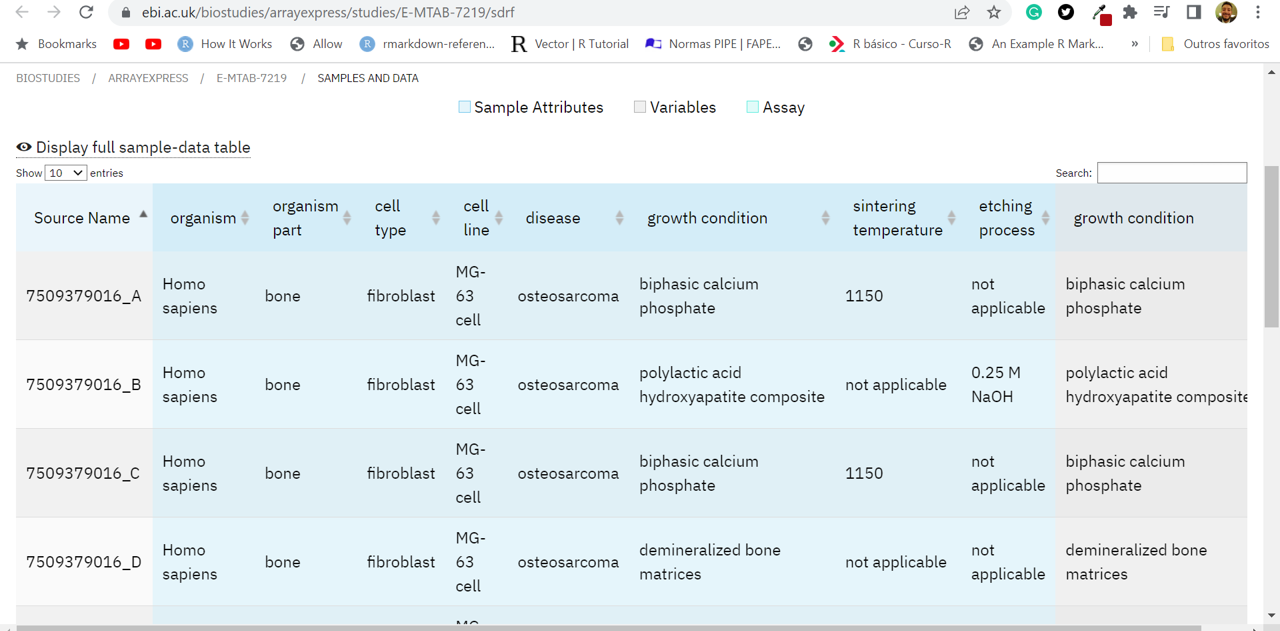 ebi.ac.uk/biostudies/arrayexpress/studies/E-MTAB-7219/sdrf
Bookmarks How It Works Allow rmarkdown-referen... Vector | R Tutorial Normas PIPE | FAPE... R básico - Curso-R An Example R Mark... » Outros favoritos
BIOSTUDIES / ARRAYEXPRESS / E-MTAB-7219 / SAMPLES AND DATA
Sample Attributes Variables Assay
Display full sample-data table
Show 10 entries Search:
Source Name organism organism part cell type cell line disease growth condition sintering temperature etching process growth condition
7509379016_A Homo sapiens bone fibroblast MG-63 cell osteosarcoma biphasic calcium phosphate 1150 not applicable biphasic calcium phosphate
7509379016_B Homo sapiens bone fibroblast MG-63 cell osteosarcoma polylactic acid hydroxyapatite composite not applicable 0.25 M NaOH polylactic acid hydroxyapatite composite
7509379016_C Homo sapiens bone fibroblast MG-63 cell osteosarcoma biphasic calcium phosphate 1150 not applicable biphasic calcium phosphate
7509379016_D Homo sapiens bone fibroblast MG-63 cell osteosarcoma demineralized bone matrices not applicable not applicable demineralized bone matrices